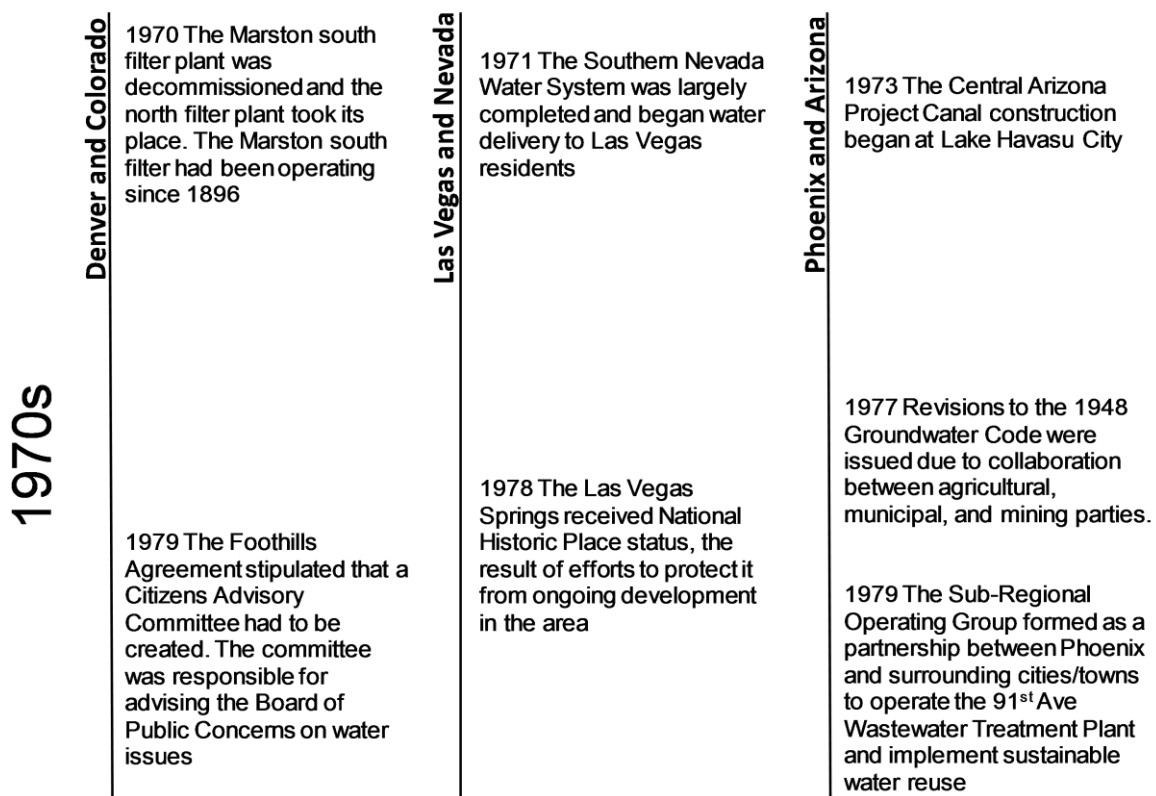 1970s
Denver and Colorado
1970 The Marston south
filter plant was
decommissioned and the
north filter plant took its
place. The Marston south
filter had been operating
since 1896
1979 The Foothills
Agreement stipulated that a
Citizens Advisory
Committee had to be
created. The committee
was responsible for
advising the Board of
Public Concerns on water
issues
Las Vegas and Nevada
1971 The Southern Nevada
Water System was largely
completed and began water
delivery to Las Vegas
residents
1978 The Las Vegas
Springs received National
Historic Place status, the
result of efforts to protect it
from ongoing development
in the area
Phoenix and Arizona
1973 The Central Arizona
Project Canal construction
began at Lake Havasu City
1977 Revisions to the 1948
Groundwater Code were
issued due to collaboration
between agricultural,
municipal, and mining parties.
1979 The Sub-Regional
Operating Group formed as a
partnership between Phoenix
and surrounding cities/towns
to operate the 91st Ave
Wastewater Treatment Plant
and implement sustainable
water reuse